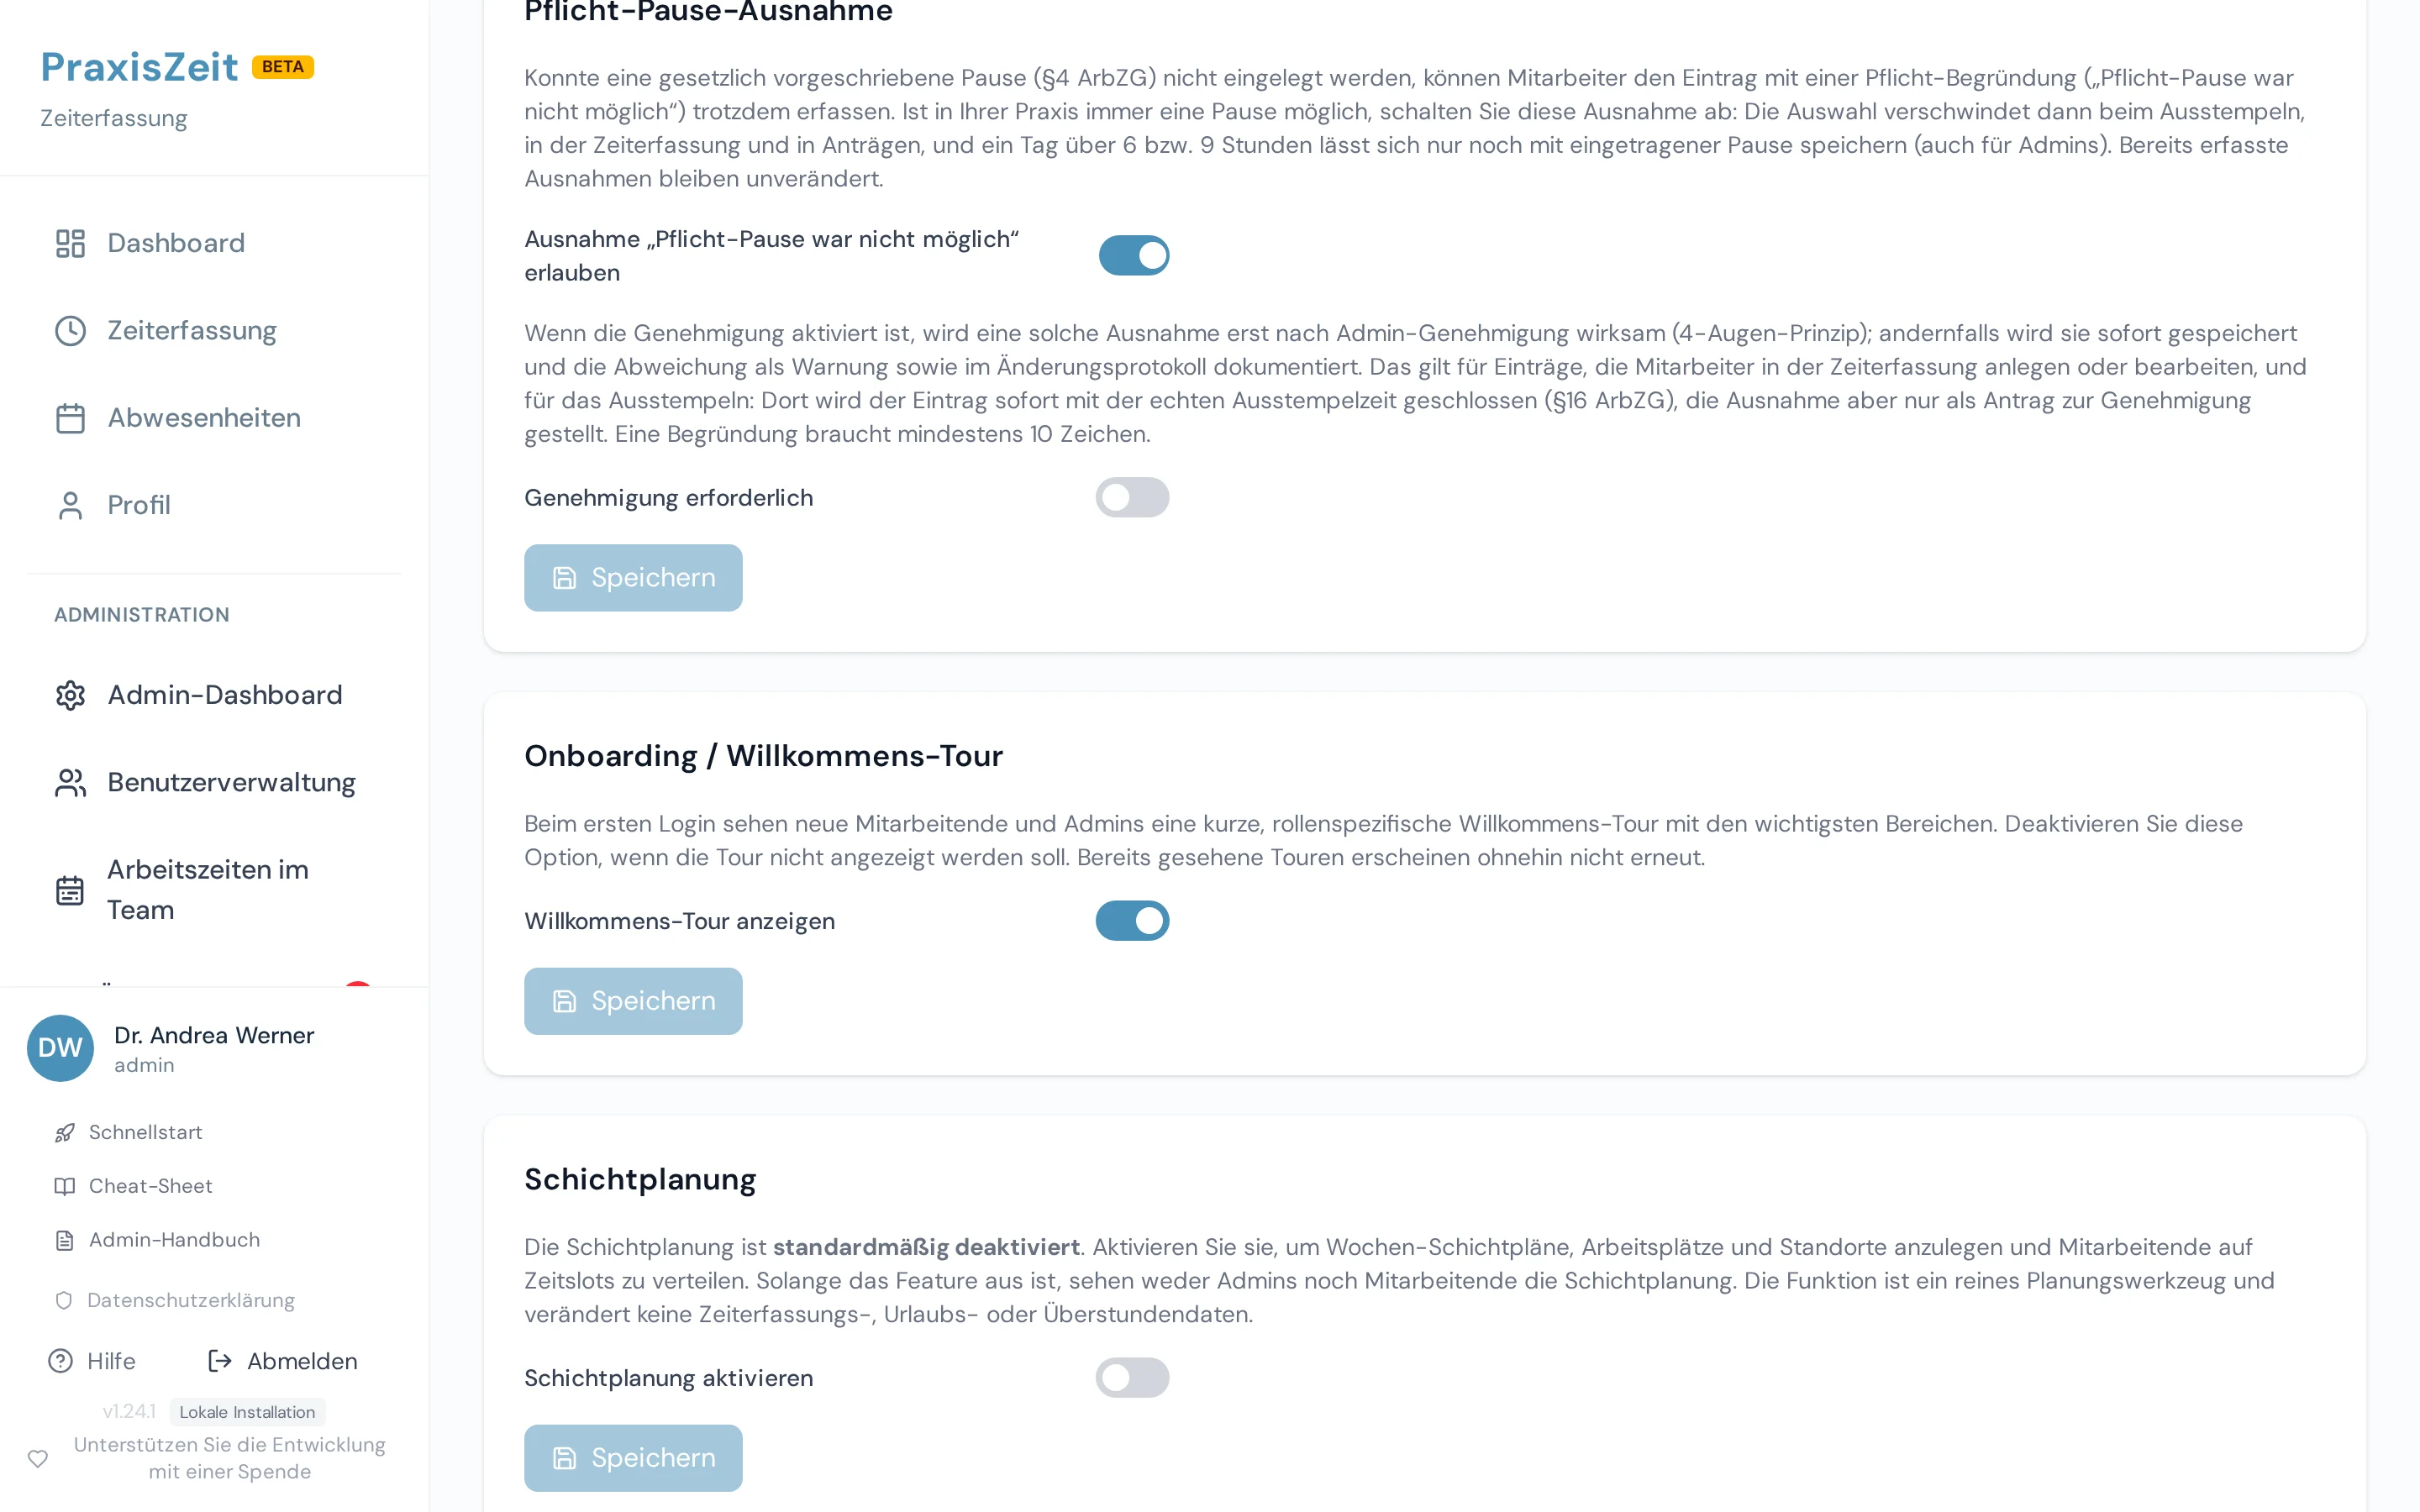 PraxisZeit BETA
Zeiterfassung
Dashboard
Zeiterfassung
Abwesenheiten
Profil
ADMINISTRATION
Admin-Dashboard
Benutzerverwaltung
Arbeitszeiten im
Team
DW
Dr. Andrea Werner
admin
Schnellstart
Cheat-Sheet
Admin-Handbuch
Datenschutzerklärung
Hilfe
Abmelden
v1.24.1 Lokale Installation
Unterstützen Sie die Entwicklung
mit einer Spende
Pflicht-Pause-Ausnahme
Konnte eine gesetzlich vorgeschriebene Pause (§4 ArbZG) nicht eingelegt werden, können Mitarbeiter den Eintrag mit einer Pflicht-Begründung („Pflicht-Pause war
nicht möglich“) trotzdem erfassen. Ist in Ihrer Praxis immer eine Pause möglich, schalten Sie diese Ausnahme ab: Die Auswahl verschwindet dann beim Ausstempeln,
in der Zeiterfassung und in Anträgen, und ein Tag über 6 bzw. 9 Stunden lässt sich nur noch mit eingetragener Pause speichern (auch für Admins). Bereits erfasste
Ausnahmen bleiben unverändert.
Ausnahme „Pflicht-Pause war nicht möglich“
erlauben
Wenn die Genehmigung aktiviert ist, wird eine solche Ausnahme erst nach Admin-Genehmigung wirksam (4-Augen-Prinzip); andernfalls wird sie sofort gespeichert
und die Abweichung als Warnung sowie im Änderungsprotokoll dokumentiert. Das gilt für Einträge, die Mitarbeiter in der Zeiterfassung anlegen oder bearbeiten, und
für das Ausstempeln: Dort wird der Eintrag sofort mit der echten Ausstempelzeit geschlossen (§16 ArbZG), die Ausnahme aber nur als Antrag zur Genehmigung
gestellt. Eine Begründung braucht mindestens 10 Zeichen.
Genehmigung erforderlich
Speichern
Onboarding / Willkommens-Tour
Beim ersten Login sehen neue Mitarbeitende und Admins eine kurze, rollenspezifische Willkommens-Tour mit den wichtigsten Bereichen. Deaktivieren Sie diese
Option, wenn die Tour nicht angezeigt werden soll. Bereits gesehene Touren erscheinen ohnehin nicht erneut.
Willkommens-Tour anzeigen
Speichern
Schichtplanung
Die Schichtplanung ist standardmäßig deaktiviert. Aktivieren Sie sie, um Wochen-Schichtpläne, Arbeitsplätze und Standorte anzulegen und Mitarbeitende auf
Zeitslots zu verteilen. Solange das Feature aus ist, sehen weder Admins noch Mitarbeitende die Schichtplanung. Die Funktion ist ein reines Planungswerkzeug und
verändert keine Zeiterfassungs-, Urlaubs- oder Überstundendaten.
Schichtplanung aktivieren
Speichern